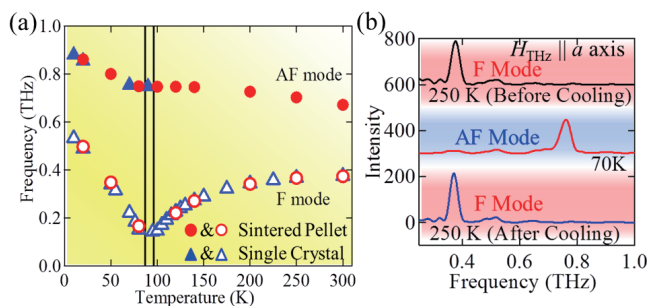 (a)
1.0
0.8
0.6
0.4
0.2
0.0
Frequency (THz)
AF mode
F mode
& Sintered Pellet
& Single Crystal
0 50 100 150 200 250 300
Temperature (K)
(b)
800
600
400
200
0
Intensity
H_THz || a axis
F Mode
250 K (Before Cooling)
AF Mode
70K
F Mode
250 K (After Cooling)
0.4 0.6 0.8 1.0
Frequency (THz)